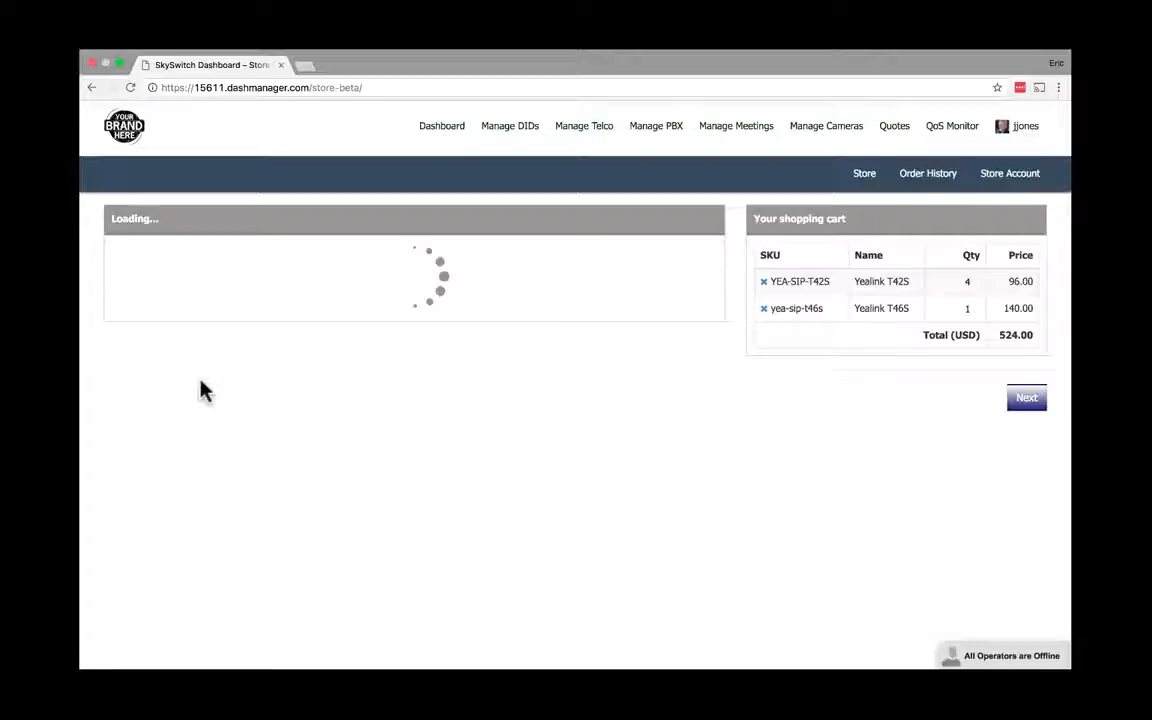 SkySwitch Dashboard – Store
Eric
https://15611.dashmanager.com/store-beta/
YOUR
BRAND
HERE
Dashboard Manage DIDs Manage Telco Manage PBX Manage Meetings Manage Cameras Quotes QoS Monitor jjones
Store Order History Store Account
Loading...
Your shopping cart
SKU Name Qty Price
YEA-SIP-T42S Yealink T42S 4 96.00
yea-sip-t46s Yealink T46S 1 140.00
Total (USD) 524.00
Next
All Operators are Offline